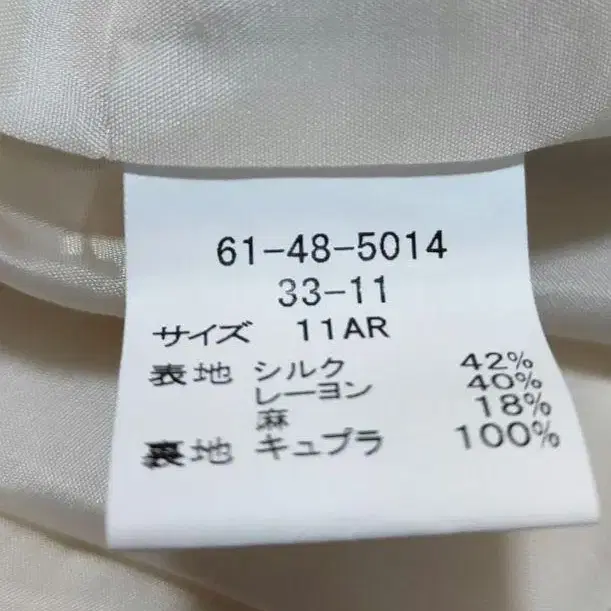 61-48-5014
33-11
サイズ 11AR
表地 シルク 42%
レーヨン 40%
麻 18%
裏地 キュプラ 100%